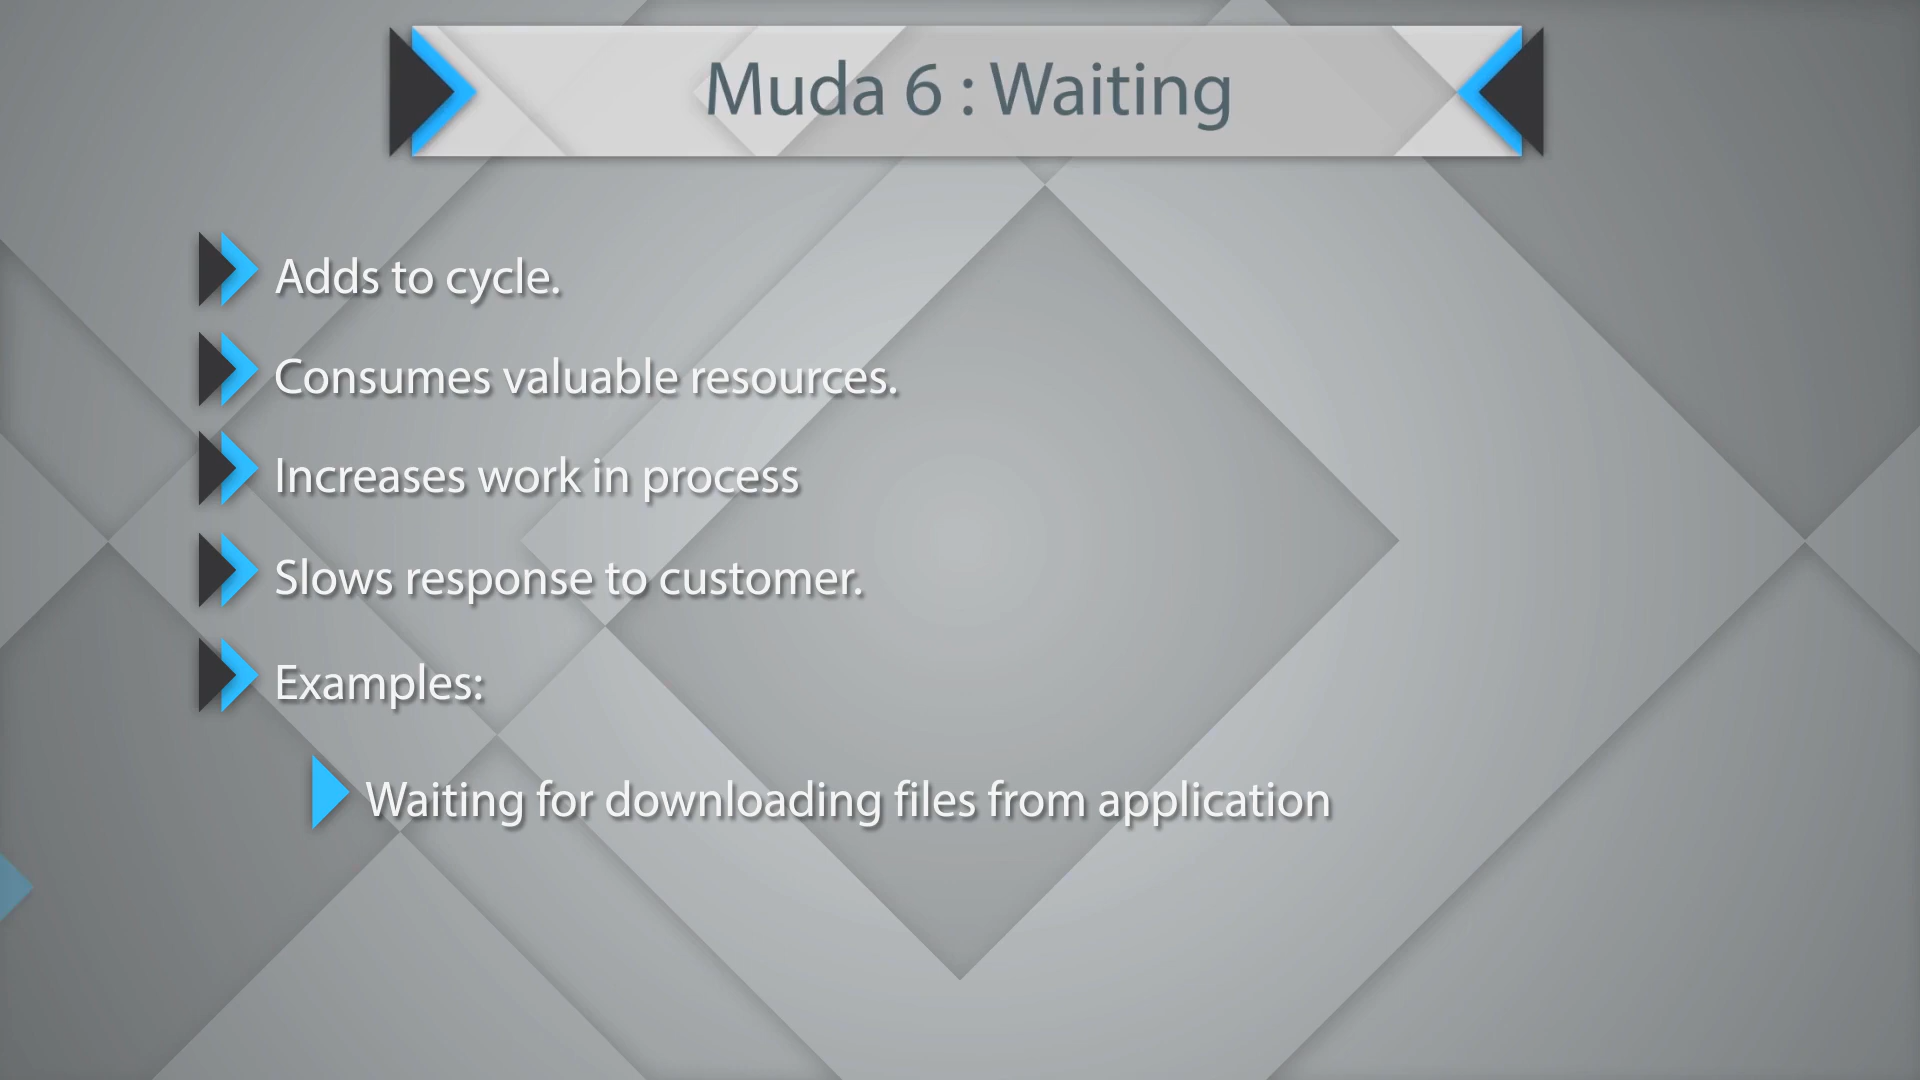 Muda 6 : Waiting
Adds to cycle.
Consumes valuable resources.
Increases work in process
Slows response to customer.
Examples:
Waiting for downloading files from application